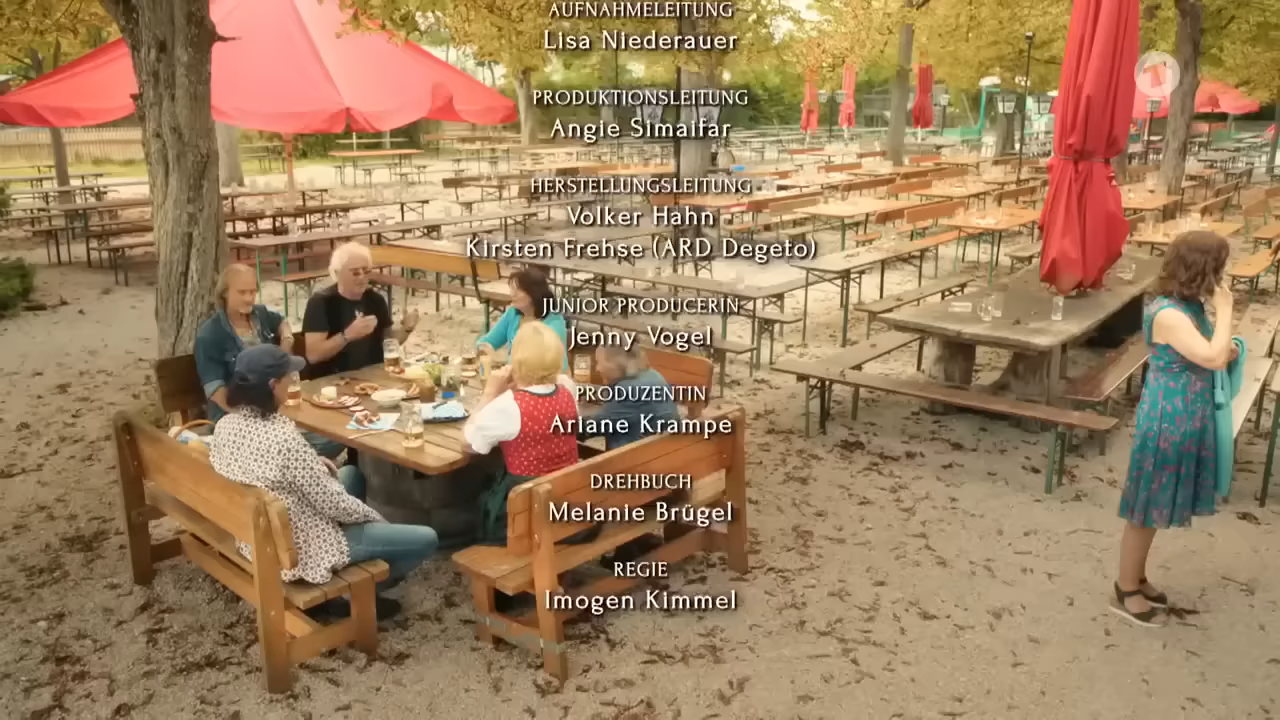 AUFNAHMELEITUNG
Lisa Niederauer
PRODUKTIONSLEITUNG
Angie Simaifar
HERSTELLUNGSLEITUNG
Volker Hahn
Kirsten Frehse (ARD Degeto)
JUNIOR PRODUCERIN
Jenny Vogel
PRODUZENTIN
Ariane Krampe
DREHBUCH
Melanie Brügel
REGIE
Imogen Kimmel